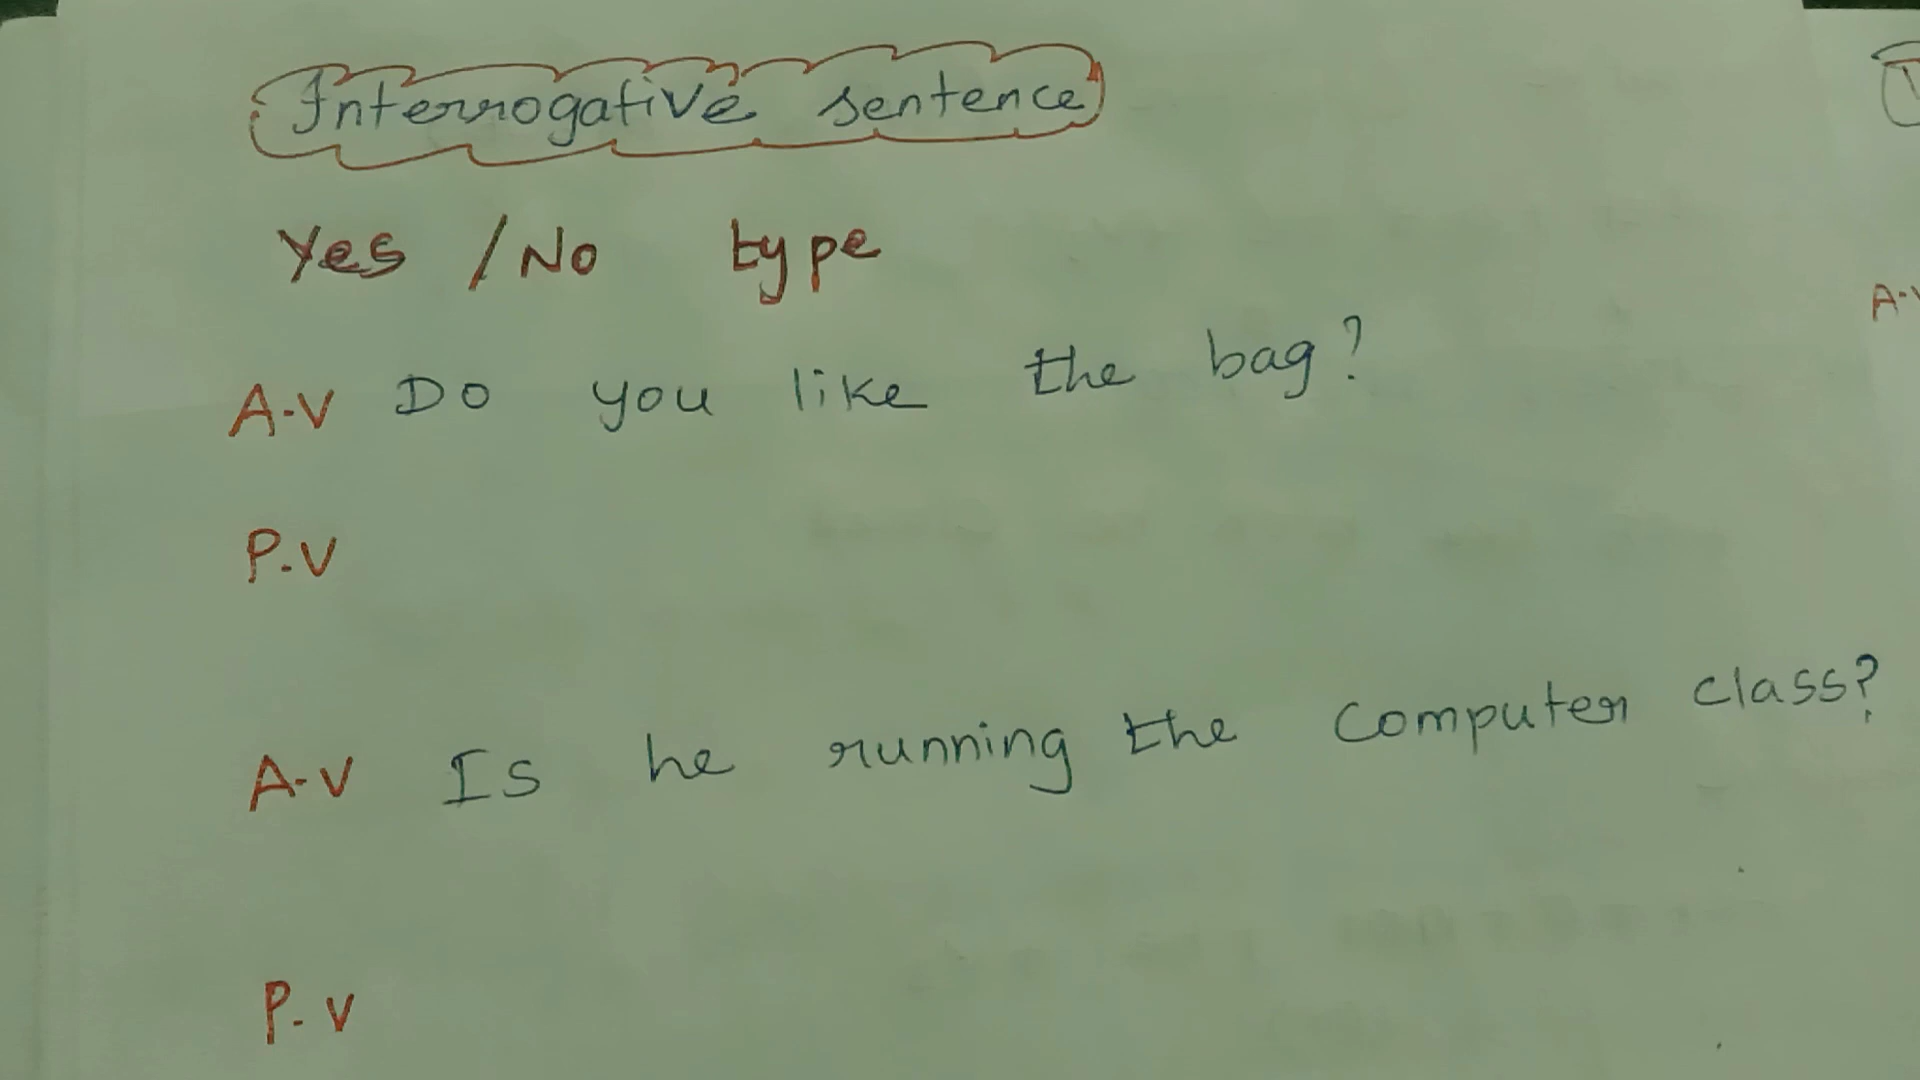 Interrogative sentence
Yes / No type
A-V Do you like the bag?
P.V
A-V Is he running the computer class?
P-V
A-V